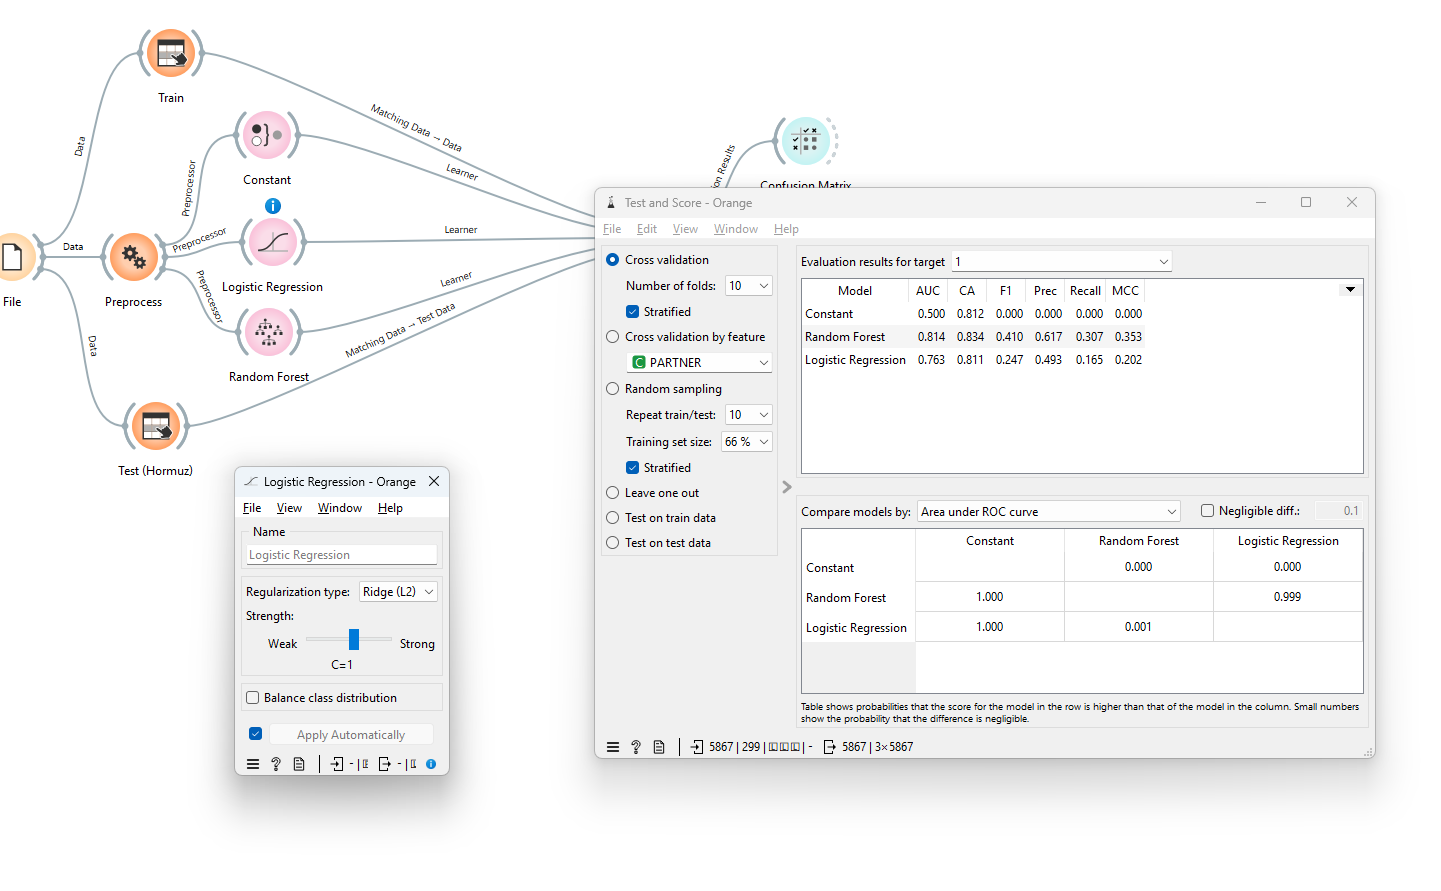 Train
Data
Matching Data → Data
Constant
Learner
Preprocessor
Data
Preprocessor
Logistic Regression
Learner
File
Preprocess
Preprocessor
Random Forest
Learner
Matching Data → Test Data
Data
Test (Hormuz)
on Results
Confusion Matrix
Logistic Regression - Orange
File View Window Help
Name
Logistic Regression
Regularization type: Ridge (L2)
Strength:
Weak Strong
C=1
Balance class distribution
Apply Automatically
- | - |
Test and Score - Orange
File Edit View Window Help
Cross validation
Number of folds: 10
Stratified
Cross validation by feature
C PARTNER
Random sampling
Repeat train/test: 10
Training set size: 66 %
Stratified
Leave one out
Test on train data
Test on test data
Evaluation results for target 1
Model AUC CA F1 Prec Recall MCC
Constant 0.500 0.812 0.000 0.000 0.000 0.000
Random Forest 0.814 0.834 0.410 0.617 0.307 0.353
Logistic Regression 0.763 0.811 0.247 0.493 0.165 0.202
Compare models by: Area under ROC curve Negligible diff.: 0.1
Constant Random Forest Logistic Regression
Constant 0.000 0.000
Random Forest 1.000 0.999
Logistic Regression 1.000 0.001
Table shows probabilities that the score for the model in the row is higher than that of the model in the column. Small numbers
show the probability that the difference is negligible.
5867 | 299 | | - 5867 | 3×5867